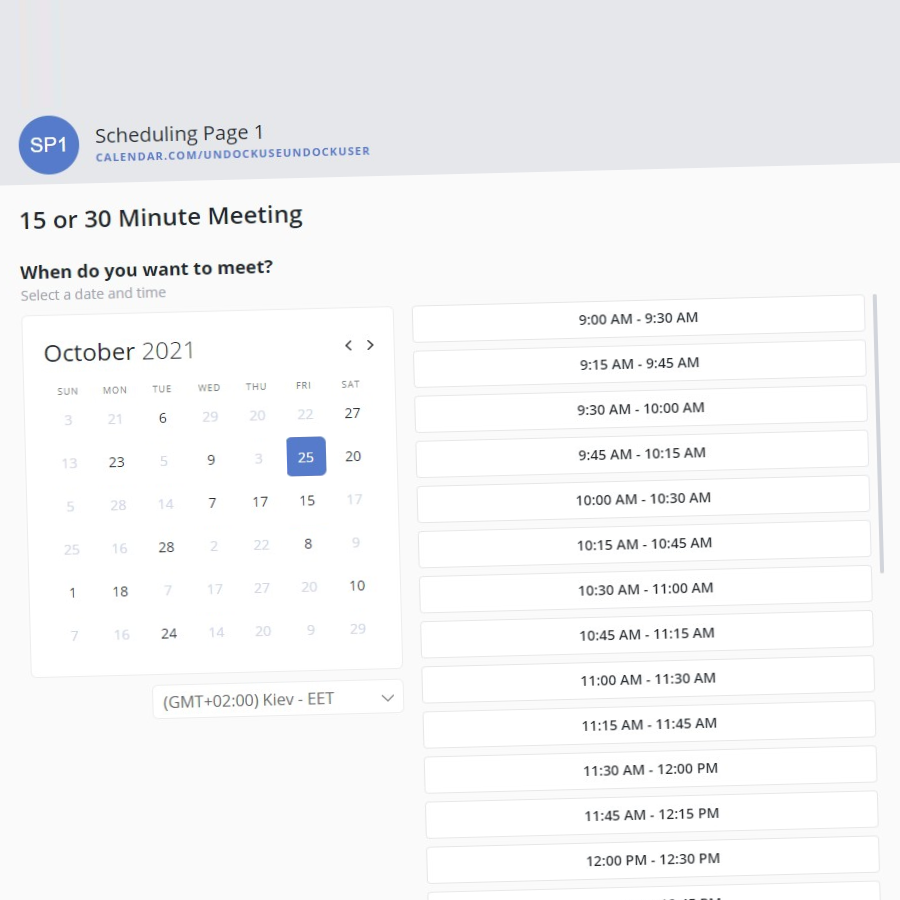 SP1
Scheduling Page 1
CALENDAR.COM/UNDOCKUSEUNDOCKUSER
15 or 30 Minute Meeting
When do you want to meet?
Select a date and time
October 2021
SUN MON TUE WED THU FRI SAT
3 21 6 29 20 22 27
13 23 5 9 3 25 20
5 28 14 7 17 15 17
25 16 28 2 22 8 9
1 18 7 17 27 20 10
7 16 24 14 20 9 29
(GMT+02:00) Kiev - EET
9:00 AM - 9:30 AM
9:15 AM - 9:45 AM
9:30 AM - 10:00 AM
9:45 AM - 10:15 AM
10:00 AM - 10:30 AM
10:15 AM - 10:45 AM
10:30 AM - 11:00 AM
10:45 AM - 11:15 AM
11:00 AM - 11:30 AM
11:15 AM - 11:45 AM
11:30 AM - 12:00 PM
11:45 AM - 12:15 PM
12:00 PM - 12:30 PM